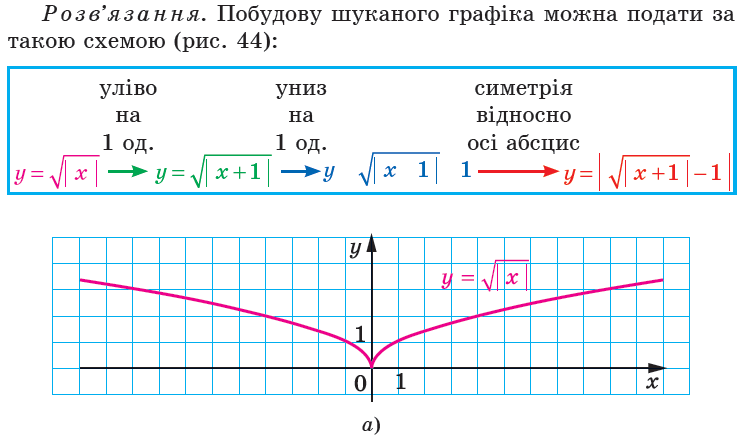 Розв’язання. Побудову шуканого графіка можна подати за
такою схемою (рис. 44):
уліво униз симетрія
на на відносно
1 од. 1 од. осі абсцис
y = √| x | → y = √| x + 1 | → y √| x 1 | 1 → y = | √| x + 1 | − 1 |
y
y = √| x |
1
0 1 x
а)